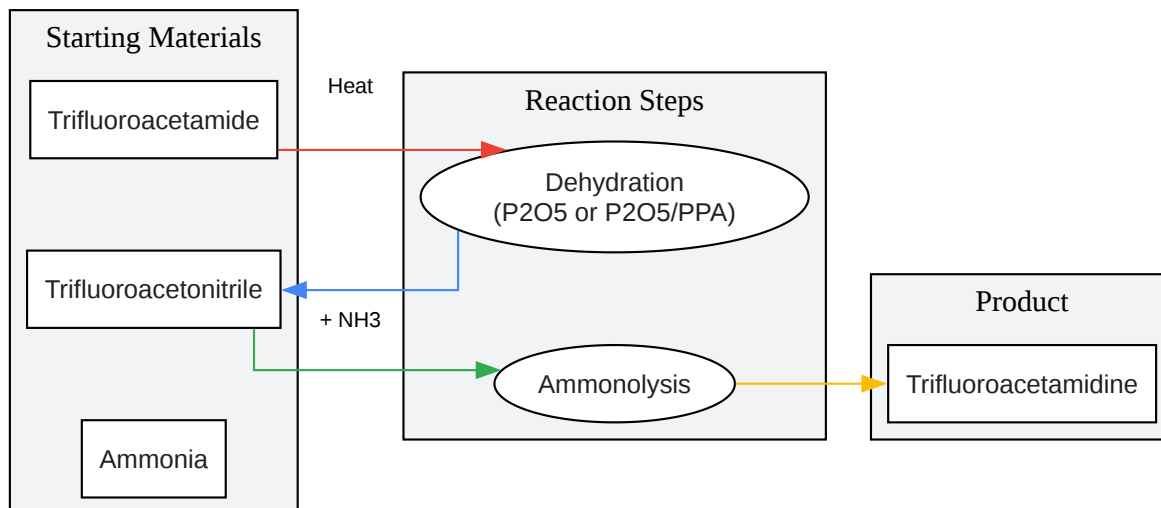 Starting Materials
Trifluoroacetamide
Heat
Reaction Steps
Dehydration
(P2O5 or P2O5/PPA)
Trifluoroacetonitrile
+ NH3
Product
Ammonolysis
Trifluoroacetamidine
Ammonia